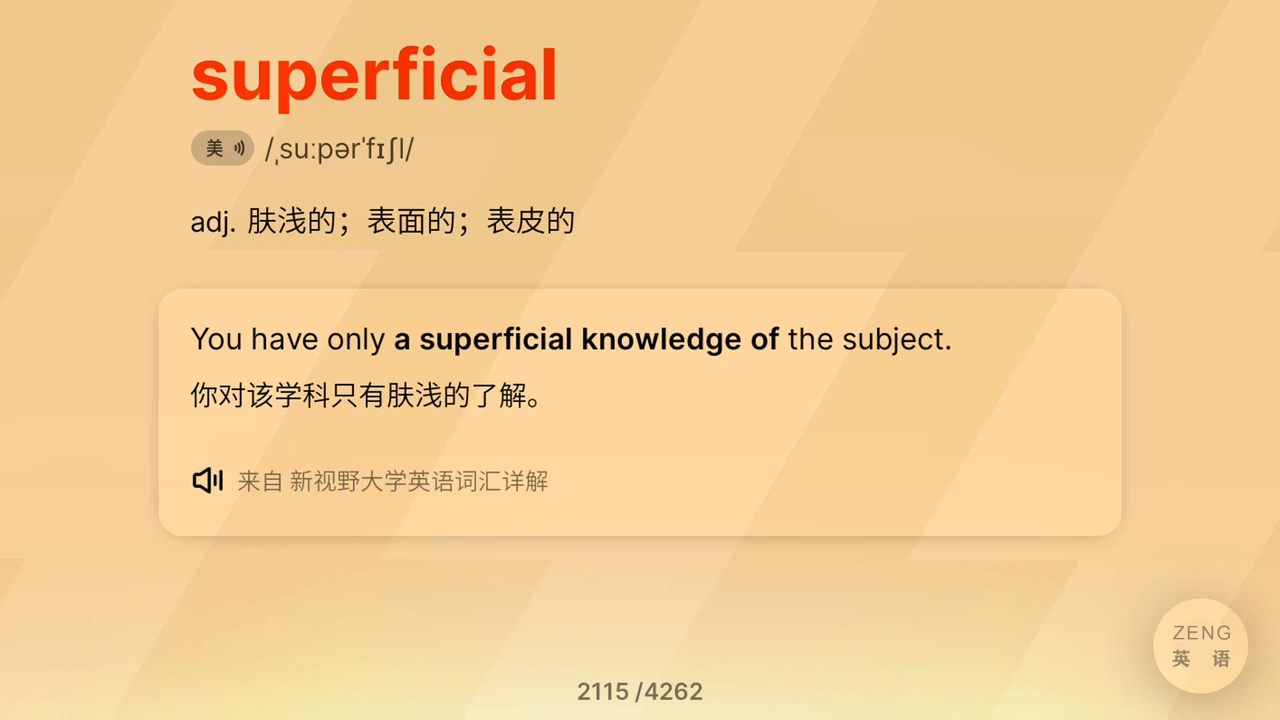 superficial
美 /ˌsuːpərˈfɪʃl/
adj. 肤浅的；表面的；表皮的
You have only a superficial knowledge of the subject.
你对该学科只有肤浅的了解。
来自 新视野大学英语词汇详解
ZENG
英 语
2115 /4262